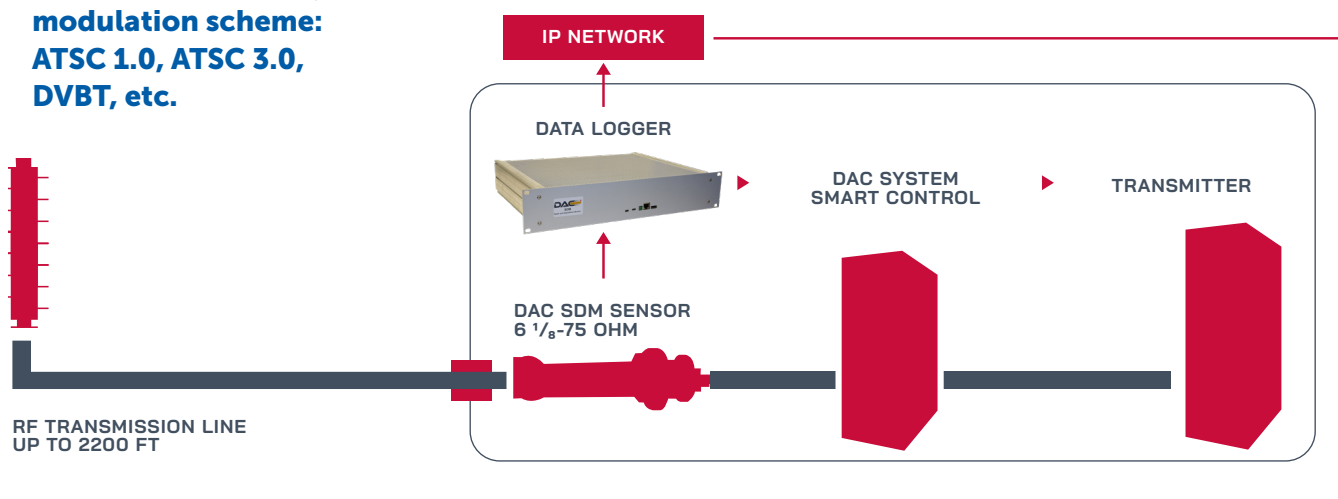 modulation scheme:
ATSC 1.0, ATSC 3.0,
DVBT, etc.
IP NETWORK
DATA LOGGER
DAC
DAC SYSTEM
SMART CONTROL
TRANSMITTER
DAC SDM SENSOR
6 ¹/₈-75 OHM
RF TRANSMISSION LINE
UP TO 2200 FT